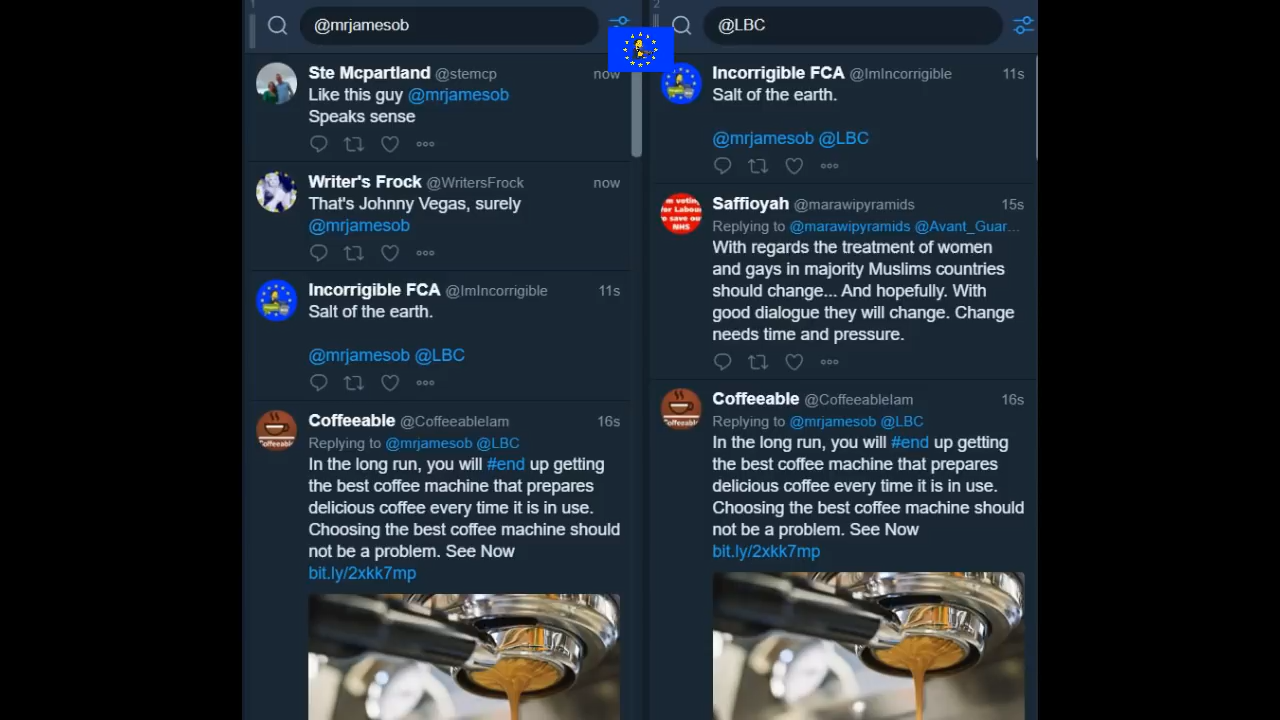 1
@mrjamesob
Ste Mcpartland @stemcp now
Like this guy @mrjamesob
Speaks sense
Writer's Frock @WritersFrock now
That's Johnny Vegas, surely
@mrjamesob
Incorrigible FCA @ImIncorrigible 11s
Salt of the earth.
@mrjamesob @LBC
Coffeeable @CoffeeableIam 16s
Replying to @mrjamesob @LBC
In the long run, you will #end up getting
the best coffee machine that prepares
delicious coffee every time it is in use.
Choosing the best coffee machine should
not be a problem. See Now
bit.ly/2xkk7mp
2
@LBC
Incorrigible FCA @ImIncorrigible 11s
Salt of the earth.
@mrjamesob @LBC
Saffioyah @marawipyramids 15s
Replying to @marawipyramids @Avant_Guar...
With regards the treatment of women
and gays in majority Muslims countries
should change... And hopefully. With
good dialogue they will change. Change
needs time and pressure.
Coffeeable @CoffeeableIam 16s
Replying to @mrjamesob @LBC
In the long run, you will #end up getting
the best coffee machine that prepares
delicious coffee every time it is in use.
Choosing the best coffee machine should
not be a problem. See Now
bit.ly/2xkk7mp